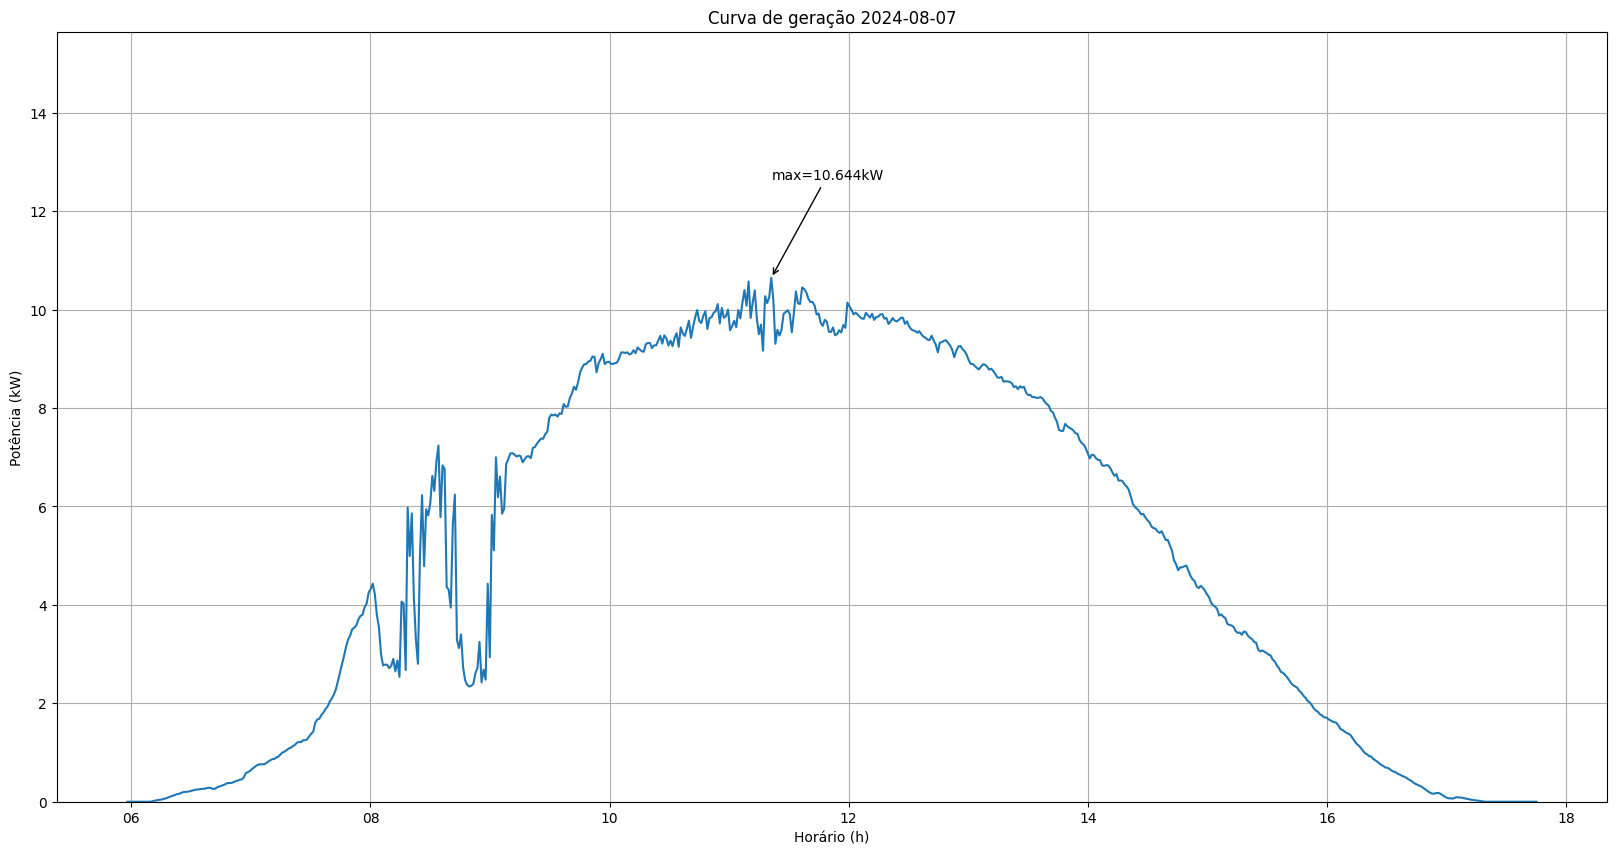 Curva de geração 2024-08-07
14
max=10.644kW
12
10
8
Potência (kW)
6
4
2
0
06 08 10 12 14 16 18
Horário (h)